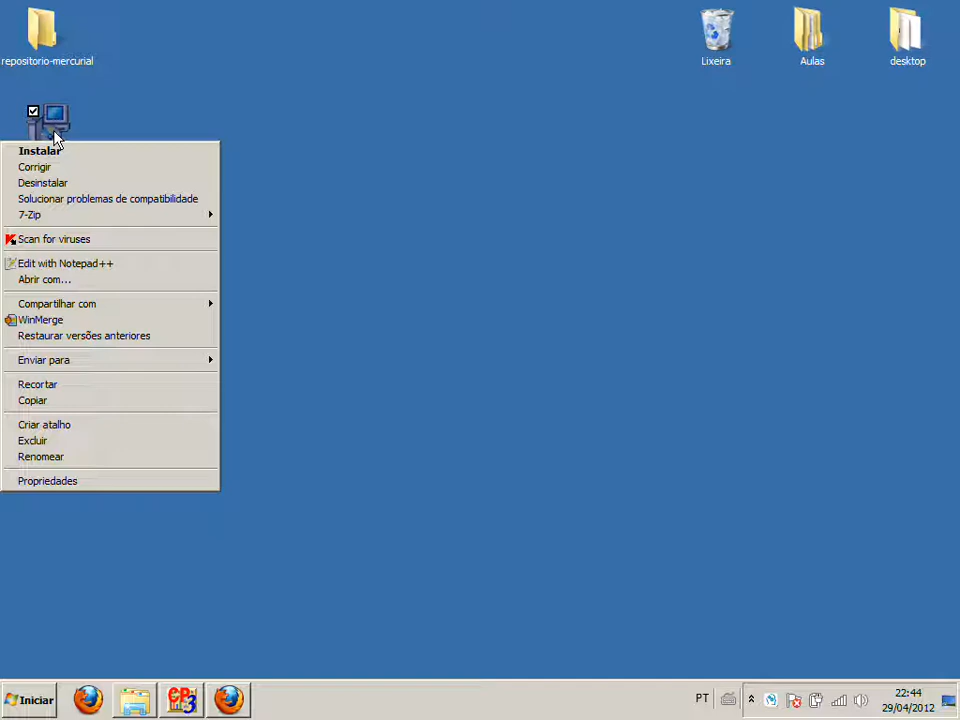 repositorio-mercurial
Lixeira
Aulas
desktop
Instalar
Corrigir
Desinstalar
Solucionar problemas de compatibilidade
7-Zip
Scan for viruses
Edit with Notepad++
Abrir com...
Compartilhar com
WinMerge
Restaurar versões anteriores
Enviar para
Recortar
Copiar
Criar atalho
Excluir
Renomear
Propriedades
Iniciar
PT
22:44
29/04/2012